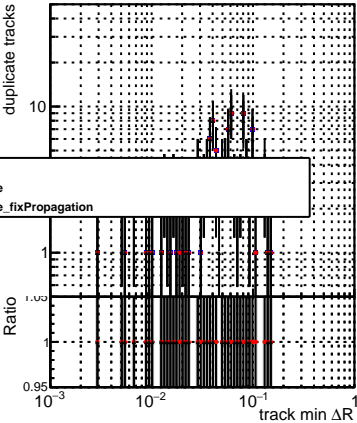 duplicate tracks
10
e
e_fixPropagation
1
1.05
Ratio
1
0.95
10⁻³
10⁻²
10⁻¹
1
track min ΔR